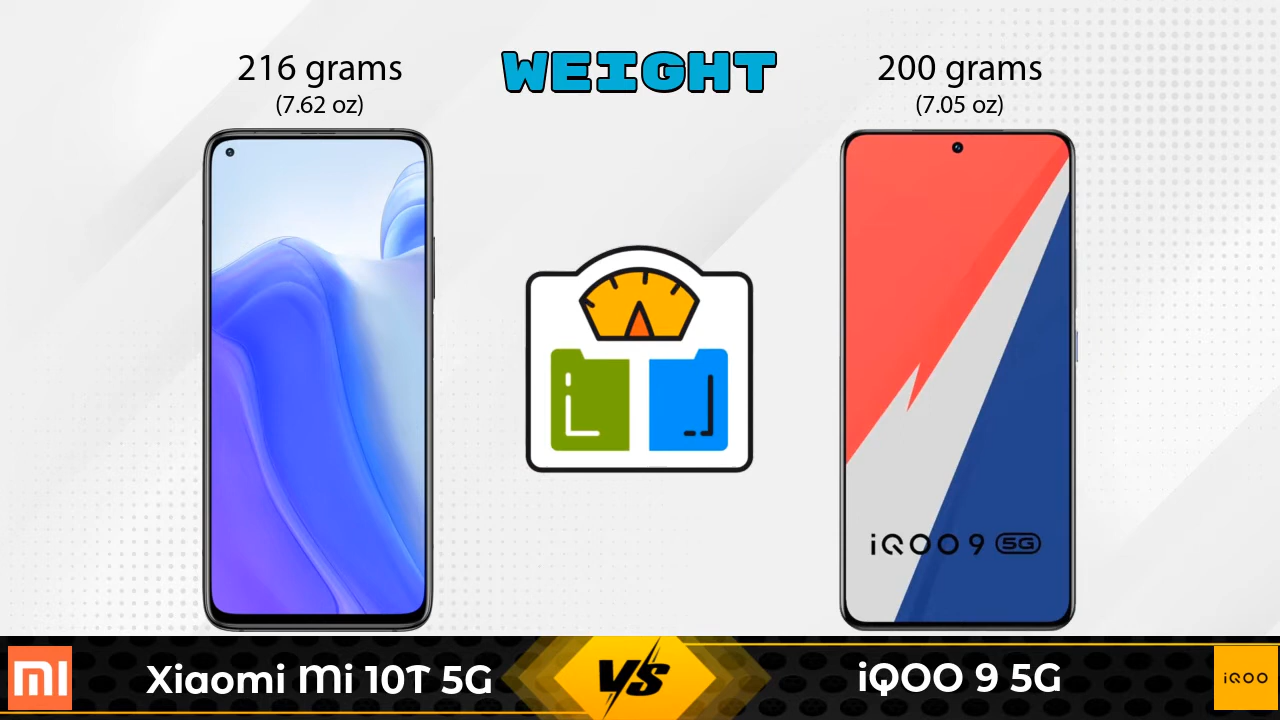 WEIGHT
216 grams
(7.62 oz)
200 grams
(7.05 oz)
iQOO 9 5G
mi
Xiaomi Mi 10T 5G
VS
iQOO 9 5G
iQOO